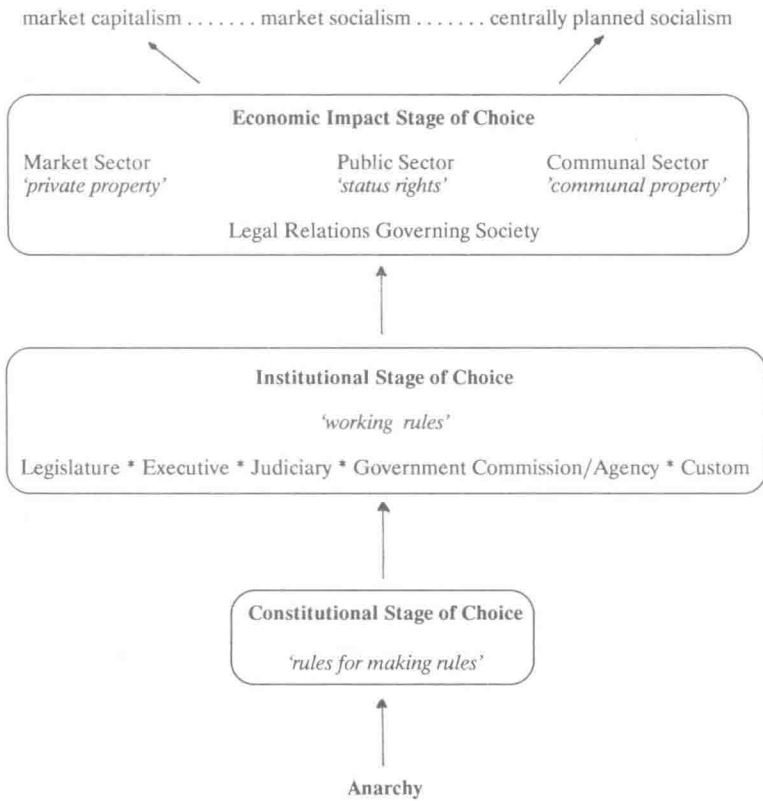 market capitalism . . . . . . . market socialism . . . . . . . centrally planned socialism
Economic Impact Stage of Choice
Market Sector Public Sector Communal Sector
‘private property’ ‘status rights’ ’communal property’
Legal Relations Governing Society
Institutional Stage of Choice
‘working rules’
Legislature * Executive * Judiciary * Government Commission/Agency * Custom
Constitutional Stage of Choice
‘rules for making rules’
Anarchy